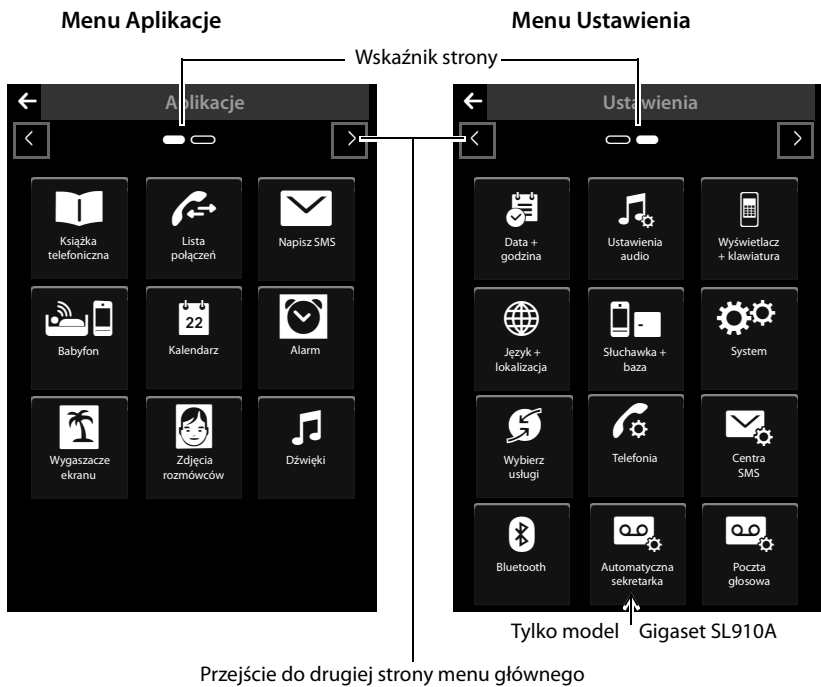 Menu Aplikacje
Menu Ustawienia
Wskaźnik strony
Aplikacje
Książka
telefoniczna
Lista
połączeń
Napisz SMS
Babyfon
22
Kalendarz
Alarm
Wygaszacze
ekranu
Zdjęcia
rozmówców
Dźwięki
Ustawienia
Data +
godzina
Ustawienia
audio
Wyświetlacz
+ klawiatura
Język +
lokalizacja
Słuchawka +
baza
System
Wybierz
usługi
Telefonia
Centra
SMS
Bluetooth
Automatyczna
sekretarka
Poczta
głosowa
Tylko model Gigaset SL910A
Przejście do drugiej strony menu głównego